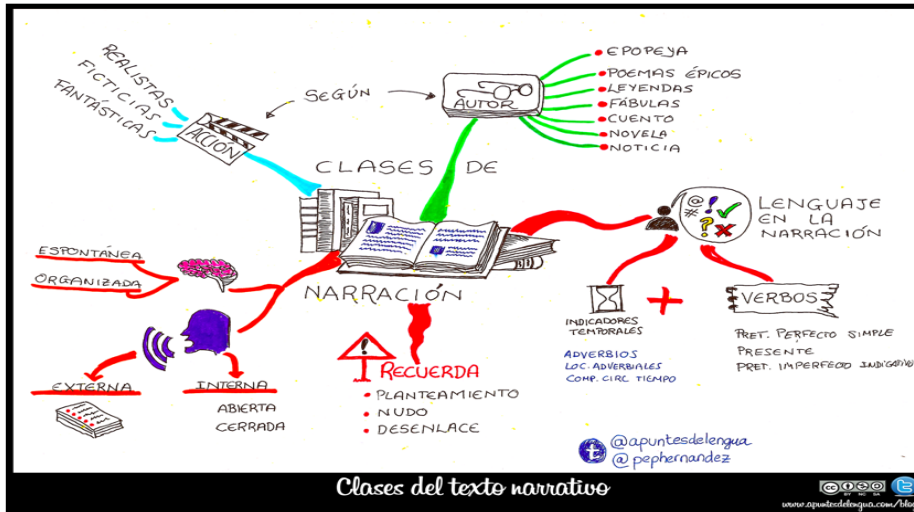 REALISTAS
FICTICIAS
FANTÁSTICAS
ACCIÓN
SEGÚN
AUTOR
EPOPEYA
POEMAS ÉPICOS
LEYENDAS
FÁBULAS
CUENTO
NOVELA
NOTICIA
CLASES DE
NARRACIÓN
LENGUAJE
EN LA
NARRACIÓN
@ ! ✓
# ? ✗
INDICADORES
TEMPORALES
ADVERBIOS
LOC. ADVERBIALES
COMP. CIRC TIEMPO
+
VERBOS
PRET. PERFECTO SIMPLE
PRESENTE
PRET. IMPERFECTO INDICATIVO
ESPONTÁNEA
ORGANIZADA
EXTERNA
INTERNA
ABIERTA
CERRADA
!
RECUERDA
PLANTEAMIENTO
NUDO
DESENLACE
t @apuntesdelengua
@pephernandez
Clases del texto narrativo
BY NC SA
www.apuntesdelengua.com/blog